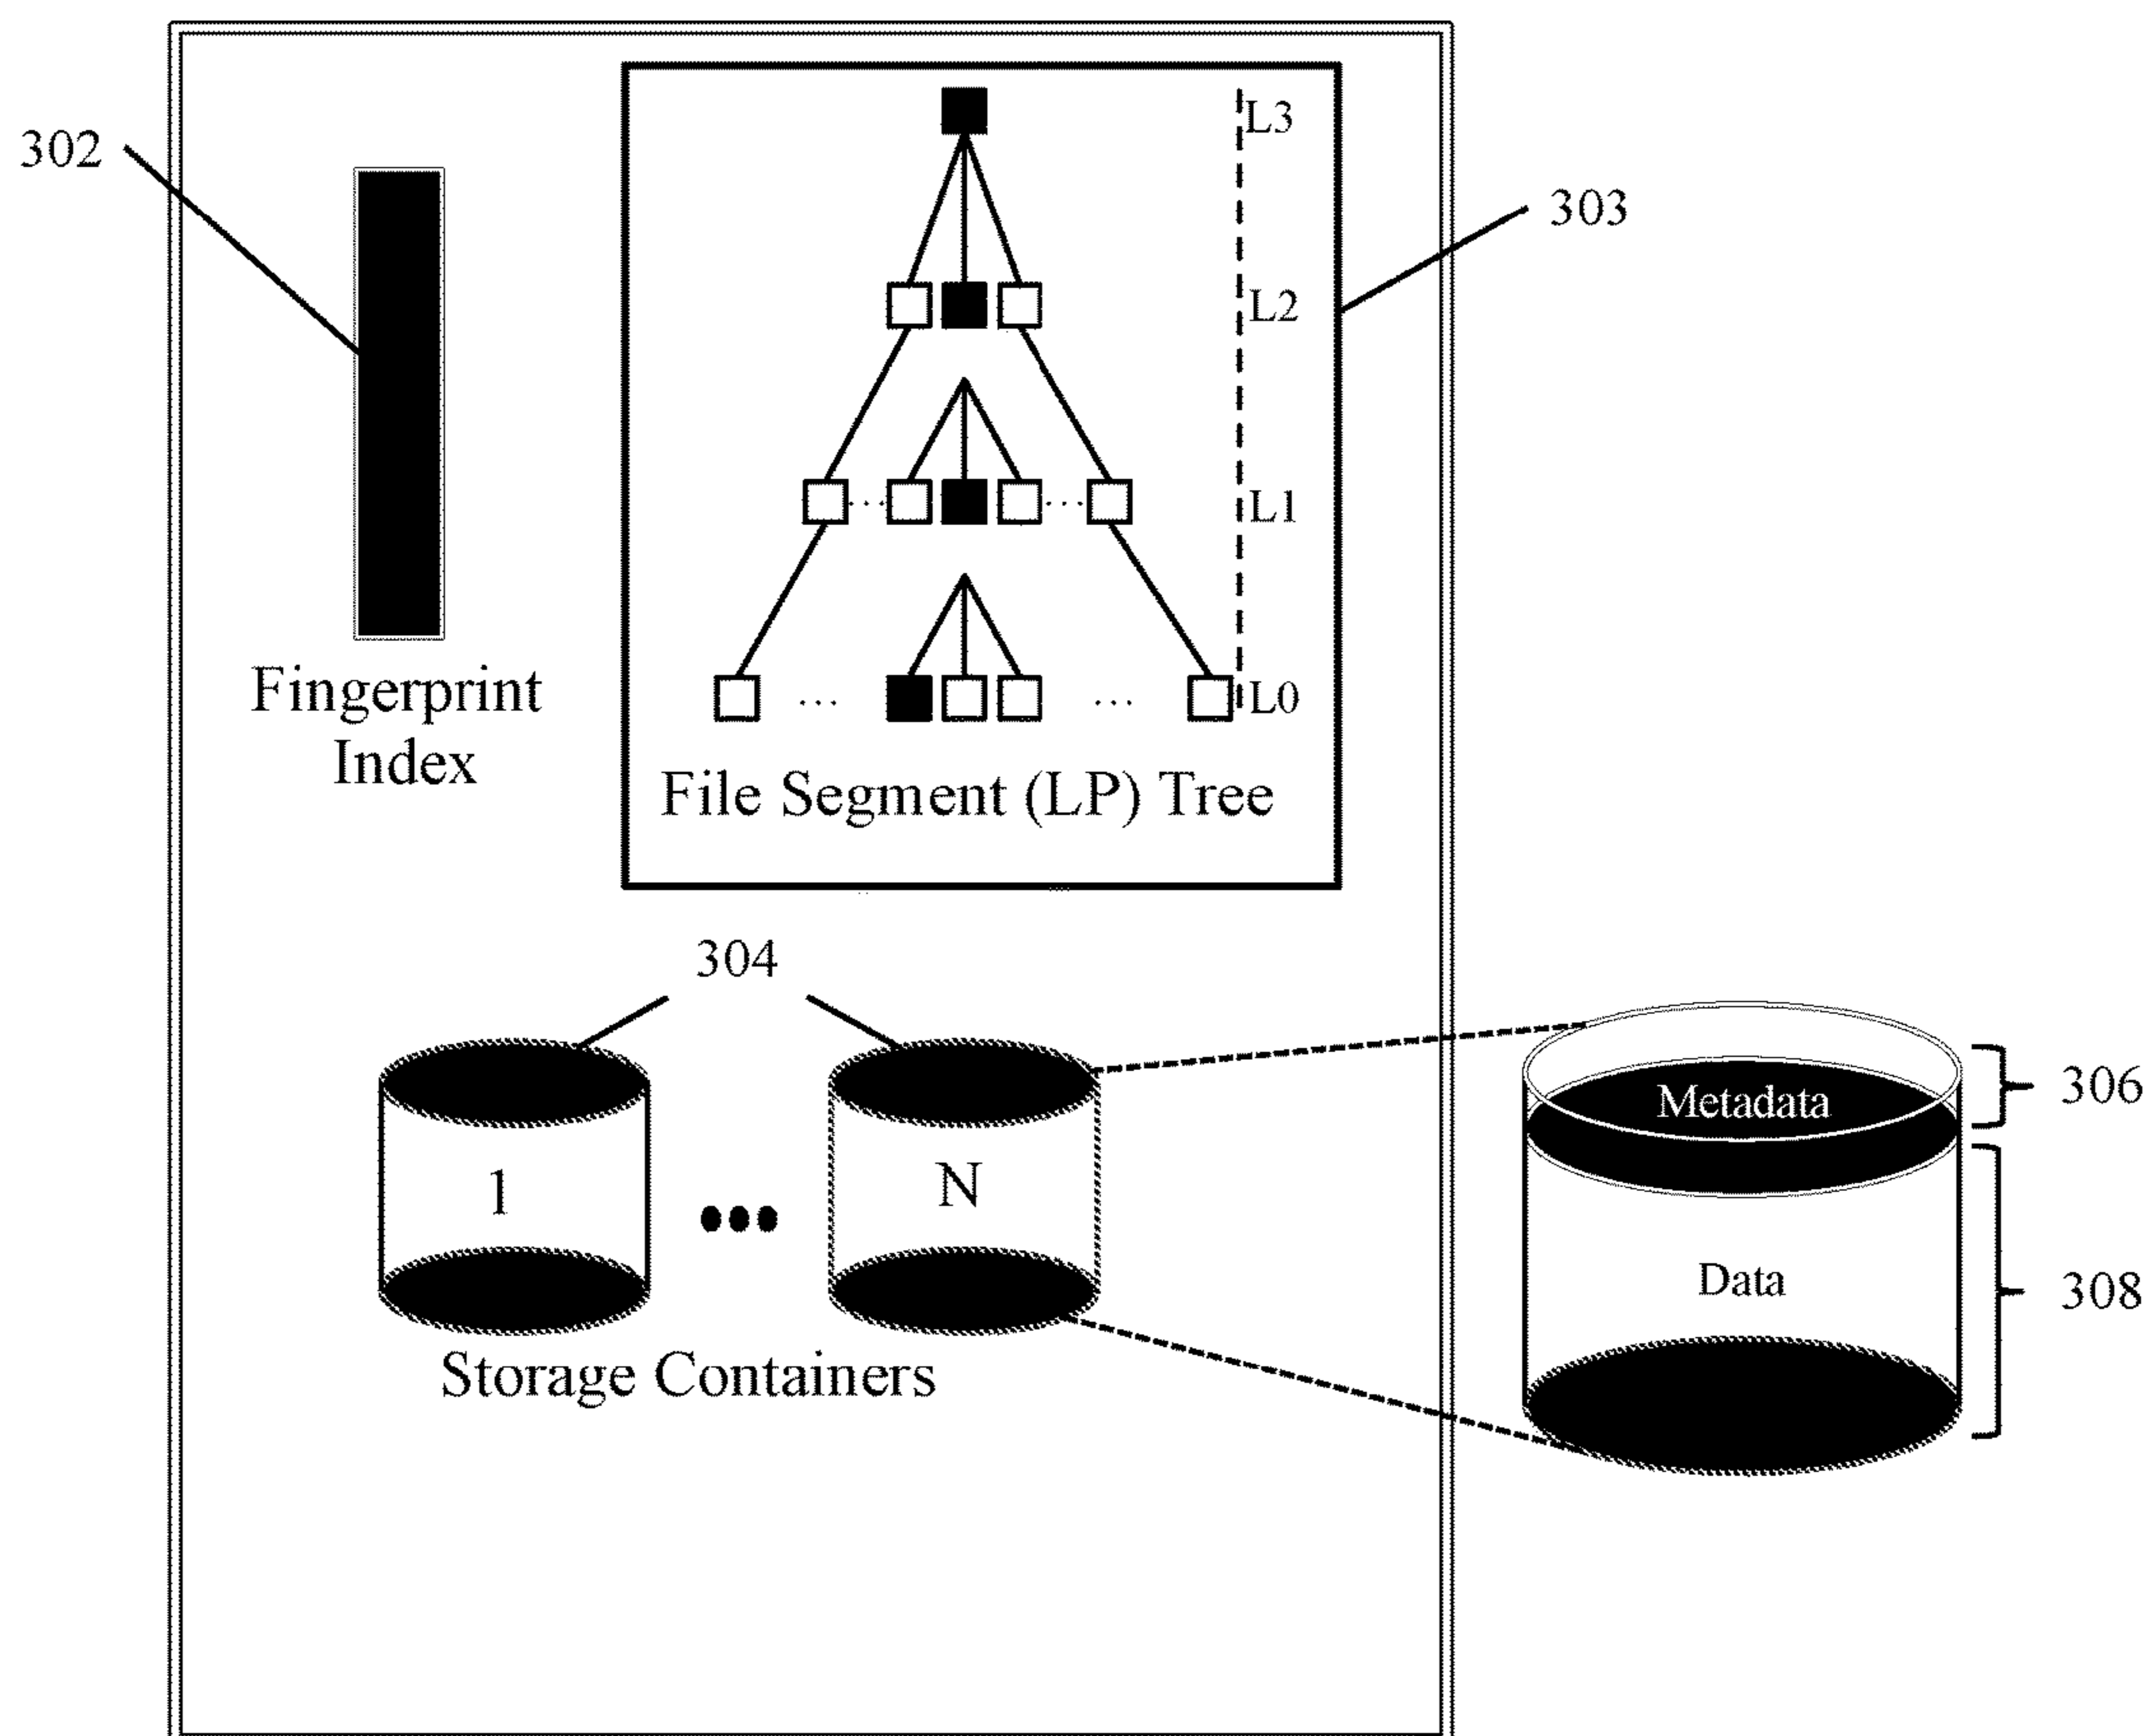 L3
302
303
L2
... ...
L1
... ...
L0
Fingerprint
Index
File Segment (LP) Tree
304
Metadata
306
1
N
Data
308
Storage Containers